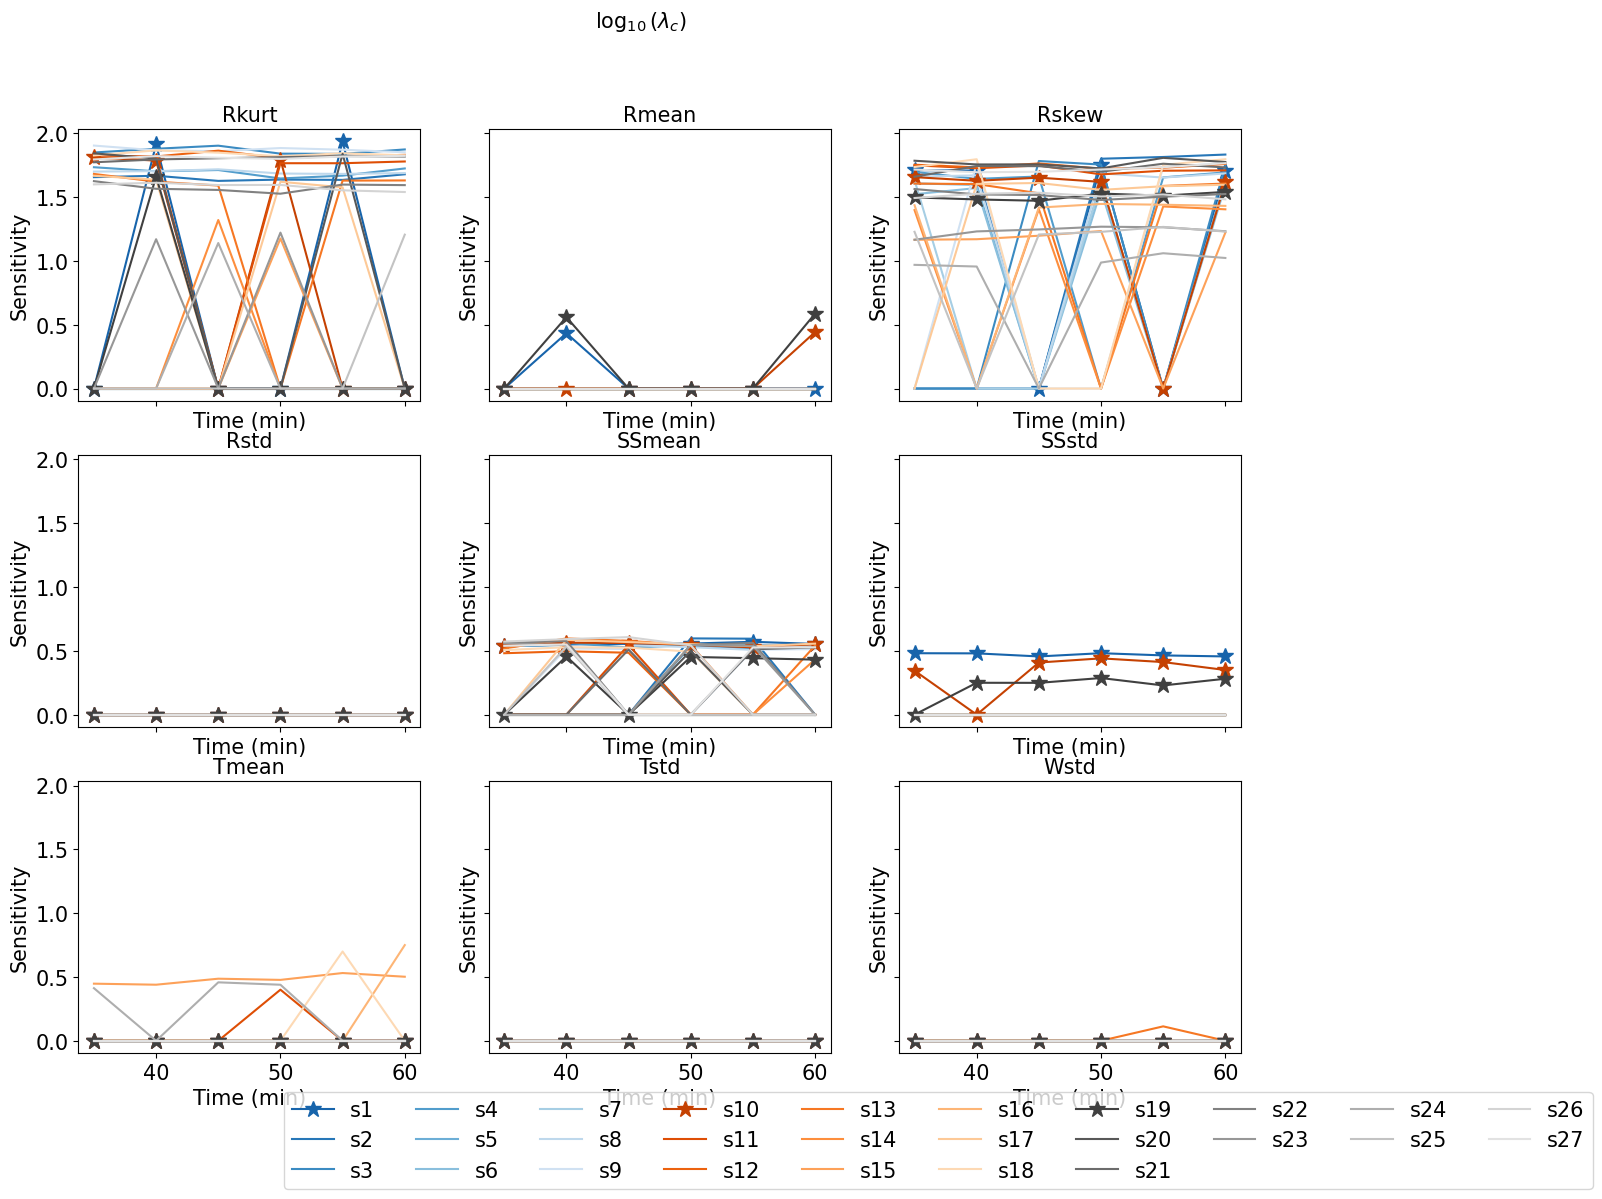 log₁₀(λ_c)
Rkurt
Rmean
Rskew
2.0
1.5
1.0
0.5
0.0
Sensitivity
Sensitivity
Sensitivity
Time (min)
Time (min)
Time (min)
Rstd
SSmean
SSstd
2.0
1.5
1.0
0.5
0.0
Sensitivity
Sensitivity
Sensitivity
Time (min)
Time (min)
Time (min)
Tmean
Tstd
Wstd
2.0
1.5
1.0
0.5
0.0
Sensitivity
Sensitivity
Sensitivity
40 50 60
40 50 60
40 50 60
Time (min)
Time (min)
Time (min)
s1 s4 s7 s10 s13 s16 s19 s22 s24 s26
s2 s5 s8 s11 s14 s17 s20 s23 s25 s27
s3 s6 s9 s12 s15 s18 s21